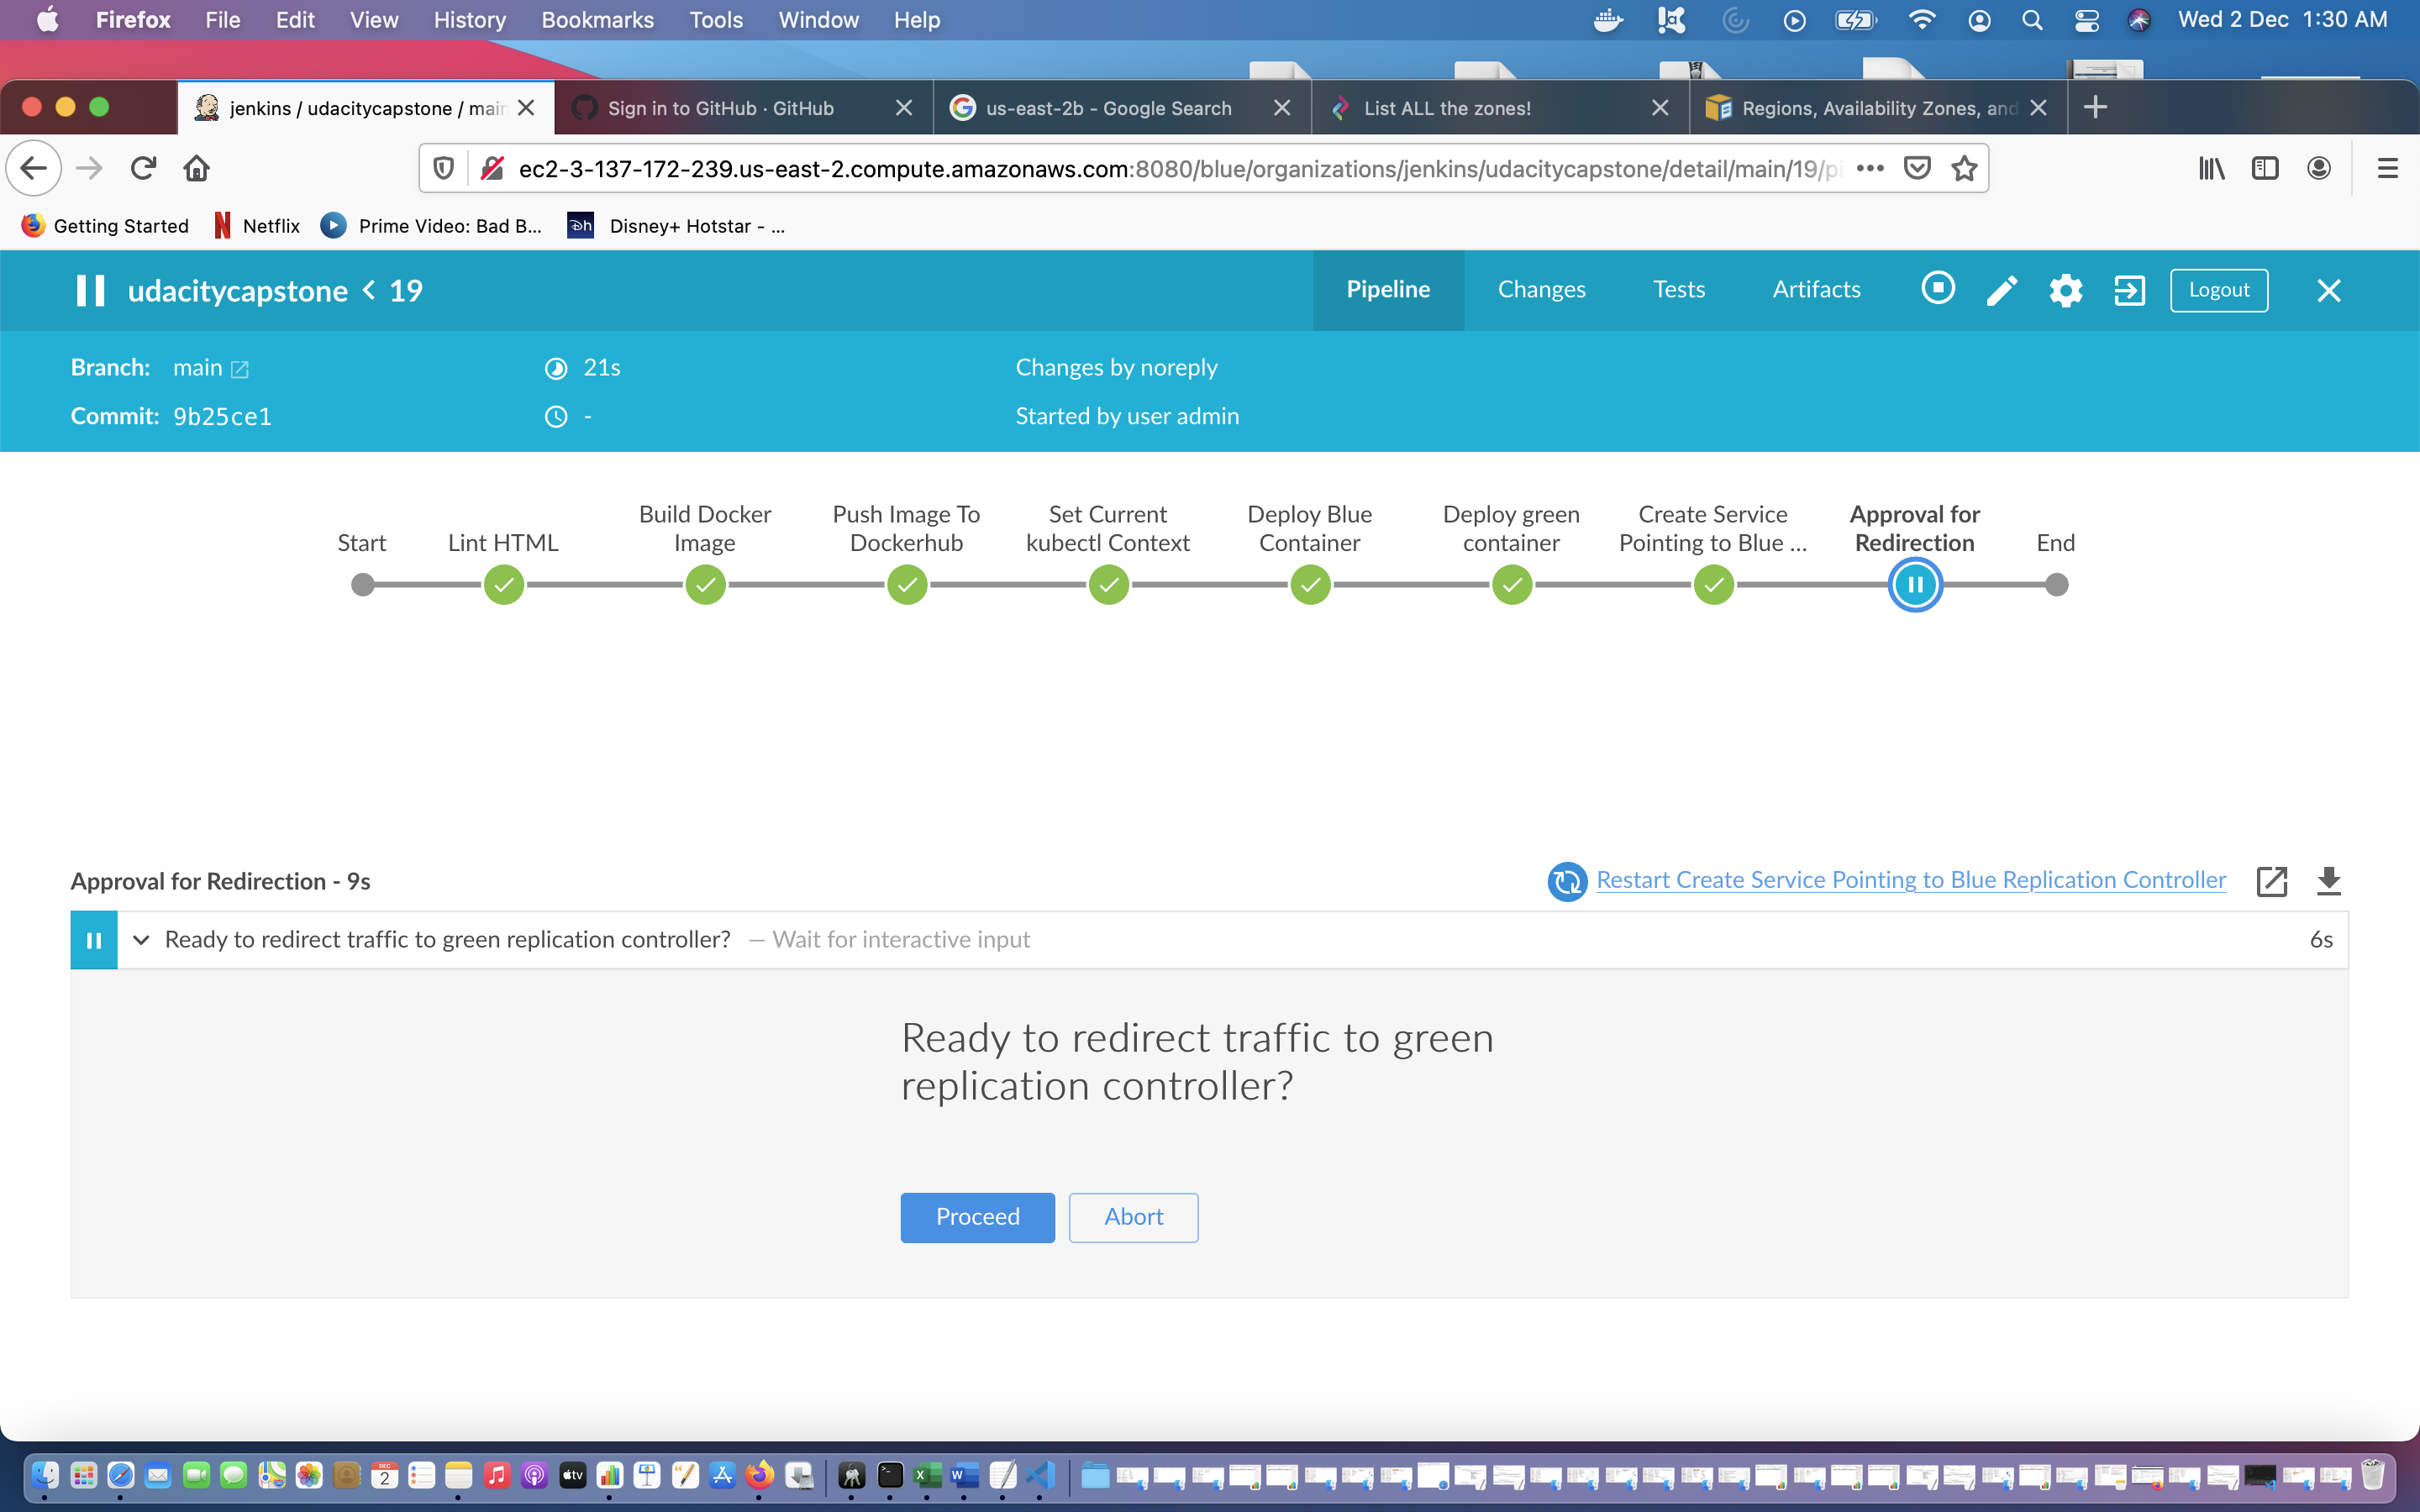 Firefox File Edit View History Bookmarks Tools Window Help Wed 2 Dec 1:30 AM
jenkins / udacitycapstone / main Sign in to GitHub · GitHub us-east-2b - Google Search List ALL the zones! Regions, Availability Zones, and
ec2-3-137-172-239.us-east-2.compute.amazonaws.com:8080/blue/organizations/jenkins/udacitycapstone/detail/main/19/pi
Getting Started Netflix Prime Video: Bad B... Disney+ Hotstar - ...
udacitycapstone < 19 Pipeline Changes Tests Artifacts Logout
Branch: main 21s Changes by noreply
Commit: 9b25ce1 - Started by user admin
Build Docker Push Image To Set Current Deploy Blue Deploy green Create Service Approval for
Start Lint HTML Image Dockerhub kubectl Context Container container Pointing to Blue ... Redirection End
Approval for Redirection - 9s Restart Create Service Pointing to Blue Replication Controller
Ready to redirect traffic to green replication controller? — Wait for interactive input 6s
Ready to redirect traffic to green
replication controller?
Proceed Abort
DEC
2
tv